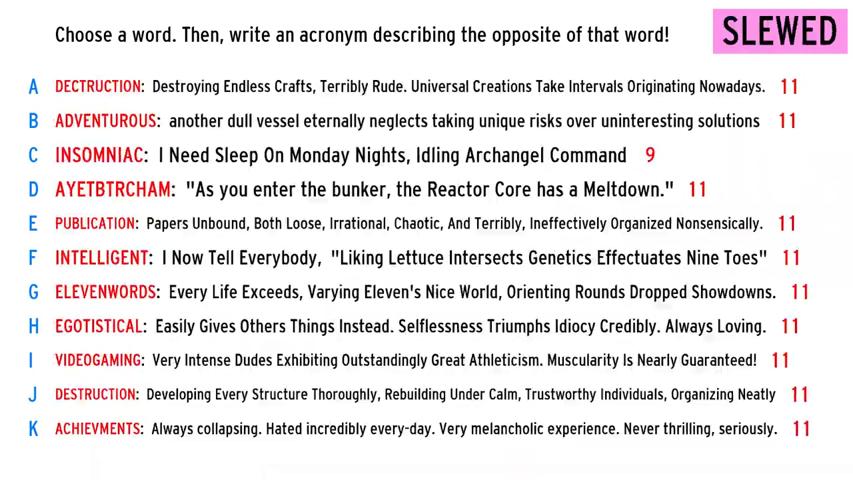 Choose a word. Then, write an acronym describing the opposite of that word!
SLEWED
A DECTRUCTION: Destroying Endless Crafts, Terribly Rude. Universal Creations Take Intervals Originating Nowadays. 11
B ADVENTUROUS: another dull vessel eternally neglects taking unique risks over uninteresting solutions 11
C INSOMNIAC: I Need Sleep On Monday Nights, Idling Archangel Command 9
D AYETBTRCHAM: "As you enter the bunker, the Reactor Core has a Meltdown." 11
E PUBLICATION: Papers Unbound, Both Loose, Irrational, Chaotic, And Terribly, Ineffectively Organized Nonsensically. 11
F INTELLIGENT: I Now Tell Everybody, "Liking Lettuce Intersects Genetics Effectuates Nine Toes" 11
G ELEVENWORDS: Every Life Exceeds, Varying Eleven's Nice World, Orienting Rounds Dropped Showdowns. 11
H EGOTISTICAL: Easily Gives Others Things Instead. Selflessness Triumphs Idiocy Credibly. Always Loving. 11
I VIDEOGAMING: Very Intense Dudes Exhibiting Outstandingly Great Athleticism. Muscularity Is Nearly Guaranteed! 11
J DESTRUCTION: Developing Every Structure Thoroughly, Rebuilding Under Calm, Trustworthy Individuals, Organizing Neatly 11
K ACHIEVMENTS: Always collapsing. Hated incredibly every-day. Very melancholic experience. Never thrilling, seriously. 11